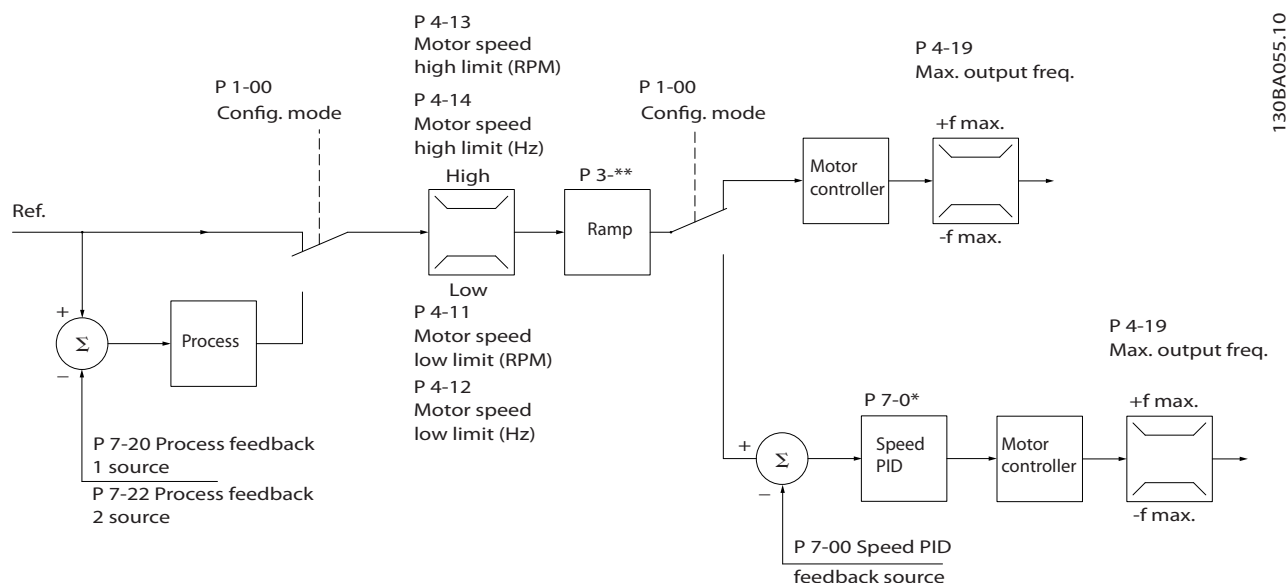 130BA055.10
P 4-13
Motor speed
high limit (RPM)
P 4-14
Motor speed
high limit (Hz)
P 1-00
Config. mode
P 1-00
Config. mode
P 4-19
Max. output freq.
+f max.
High
P 3-**
Motor
controller
Ref.
Ramp
-f max.
Low
P 4-11
Motor speed
low limit (RPM)
P 4-12
Motor speed
low limit (Hz)
+
Σ
−
Process
P 7-20 Process feedback
1 source
P 7-22 Process feedback
2 source
P 4-19
Max. output freq.
P 7-0*
+f max.
+
Σ
−
Speed
PID
Motor
controller
-f max.
P 7-00 Speed PID
feedback source